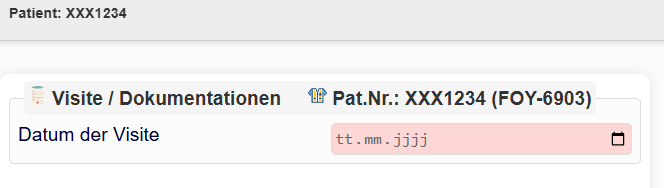 Patient: XXX1234
Visite / Dokumentationen Pat.Nr.: XXX1234 (FOY-6903)
Datum der Visite tt.mm.jjjj